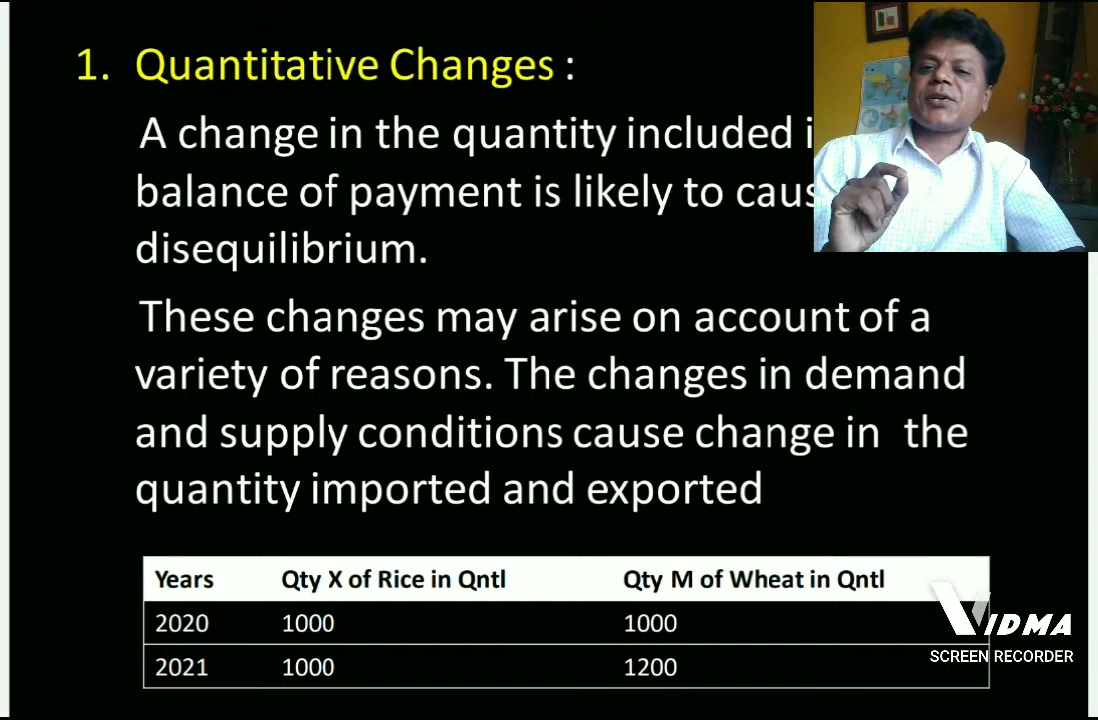 1. Quantitative Changes :
A change in the quantity included
balance of payment is likely to
disequilibrium.
These changes may arise on account of a
variety of reasons. The changes in demand
and supply conditions cause change in the
quantity imported and exported
Years Qty X of Rice in Qntl Qty M of Wheat in Qntl
2020 1000 1000
2021 1000 1200
VIDMA
SCREEN RECORDER